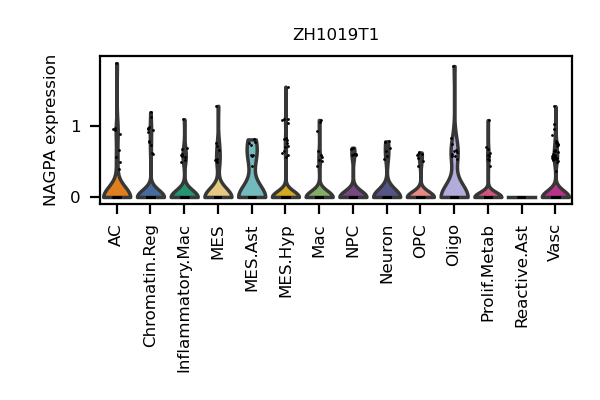 ZH1019T1
NAGPA expression
1
0
AC
Chromatin.Reg
Inflammatory.Mac
MES
MES.Ast
MES.Hyp
Mac
NPC
Neuron
OPC
Oligo
Prolif.Metab
Reactive.Ast
Vasc